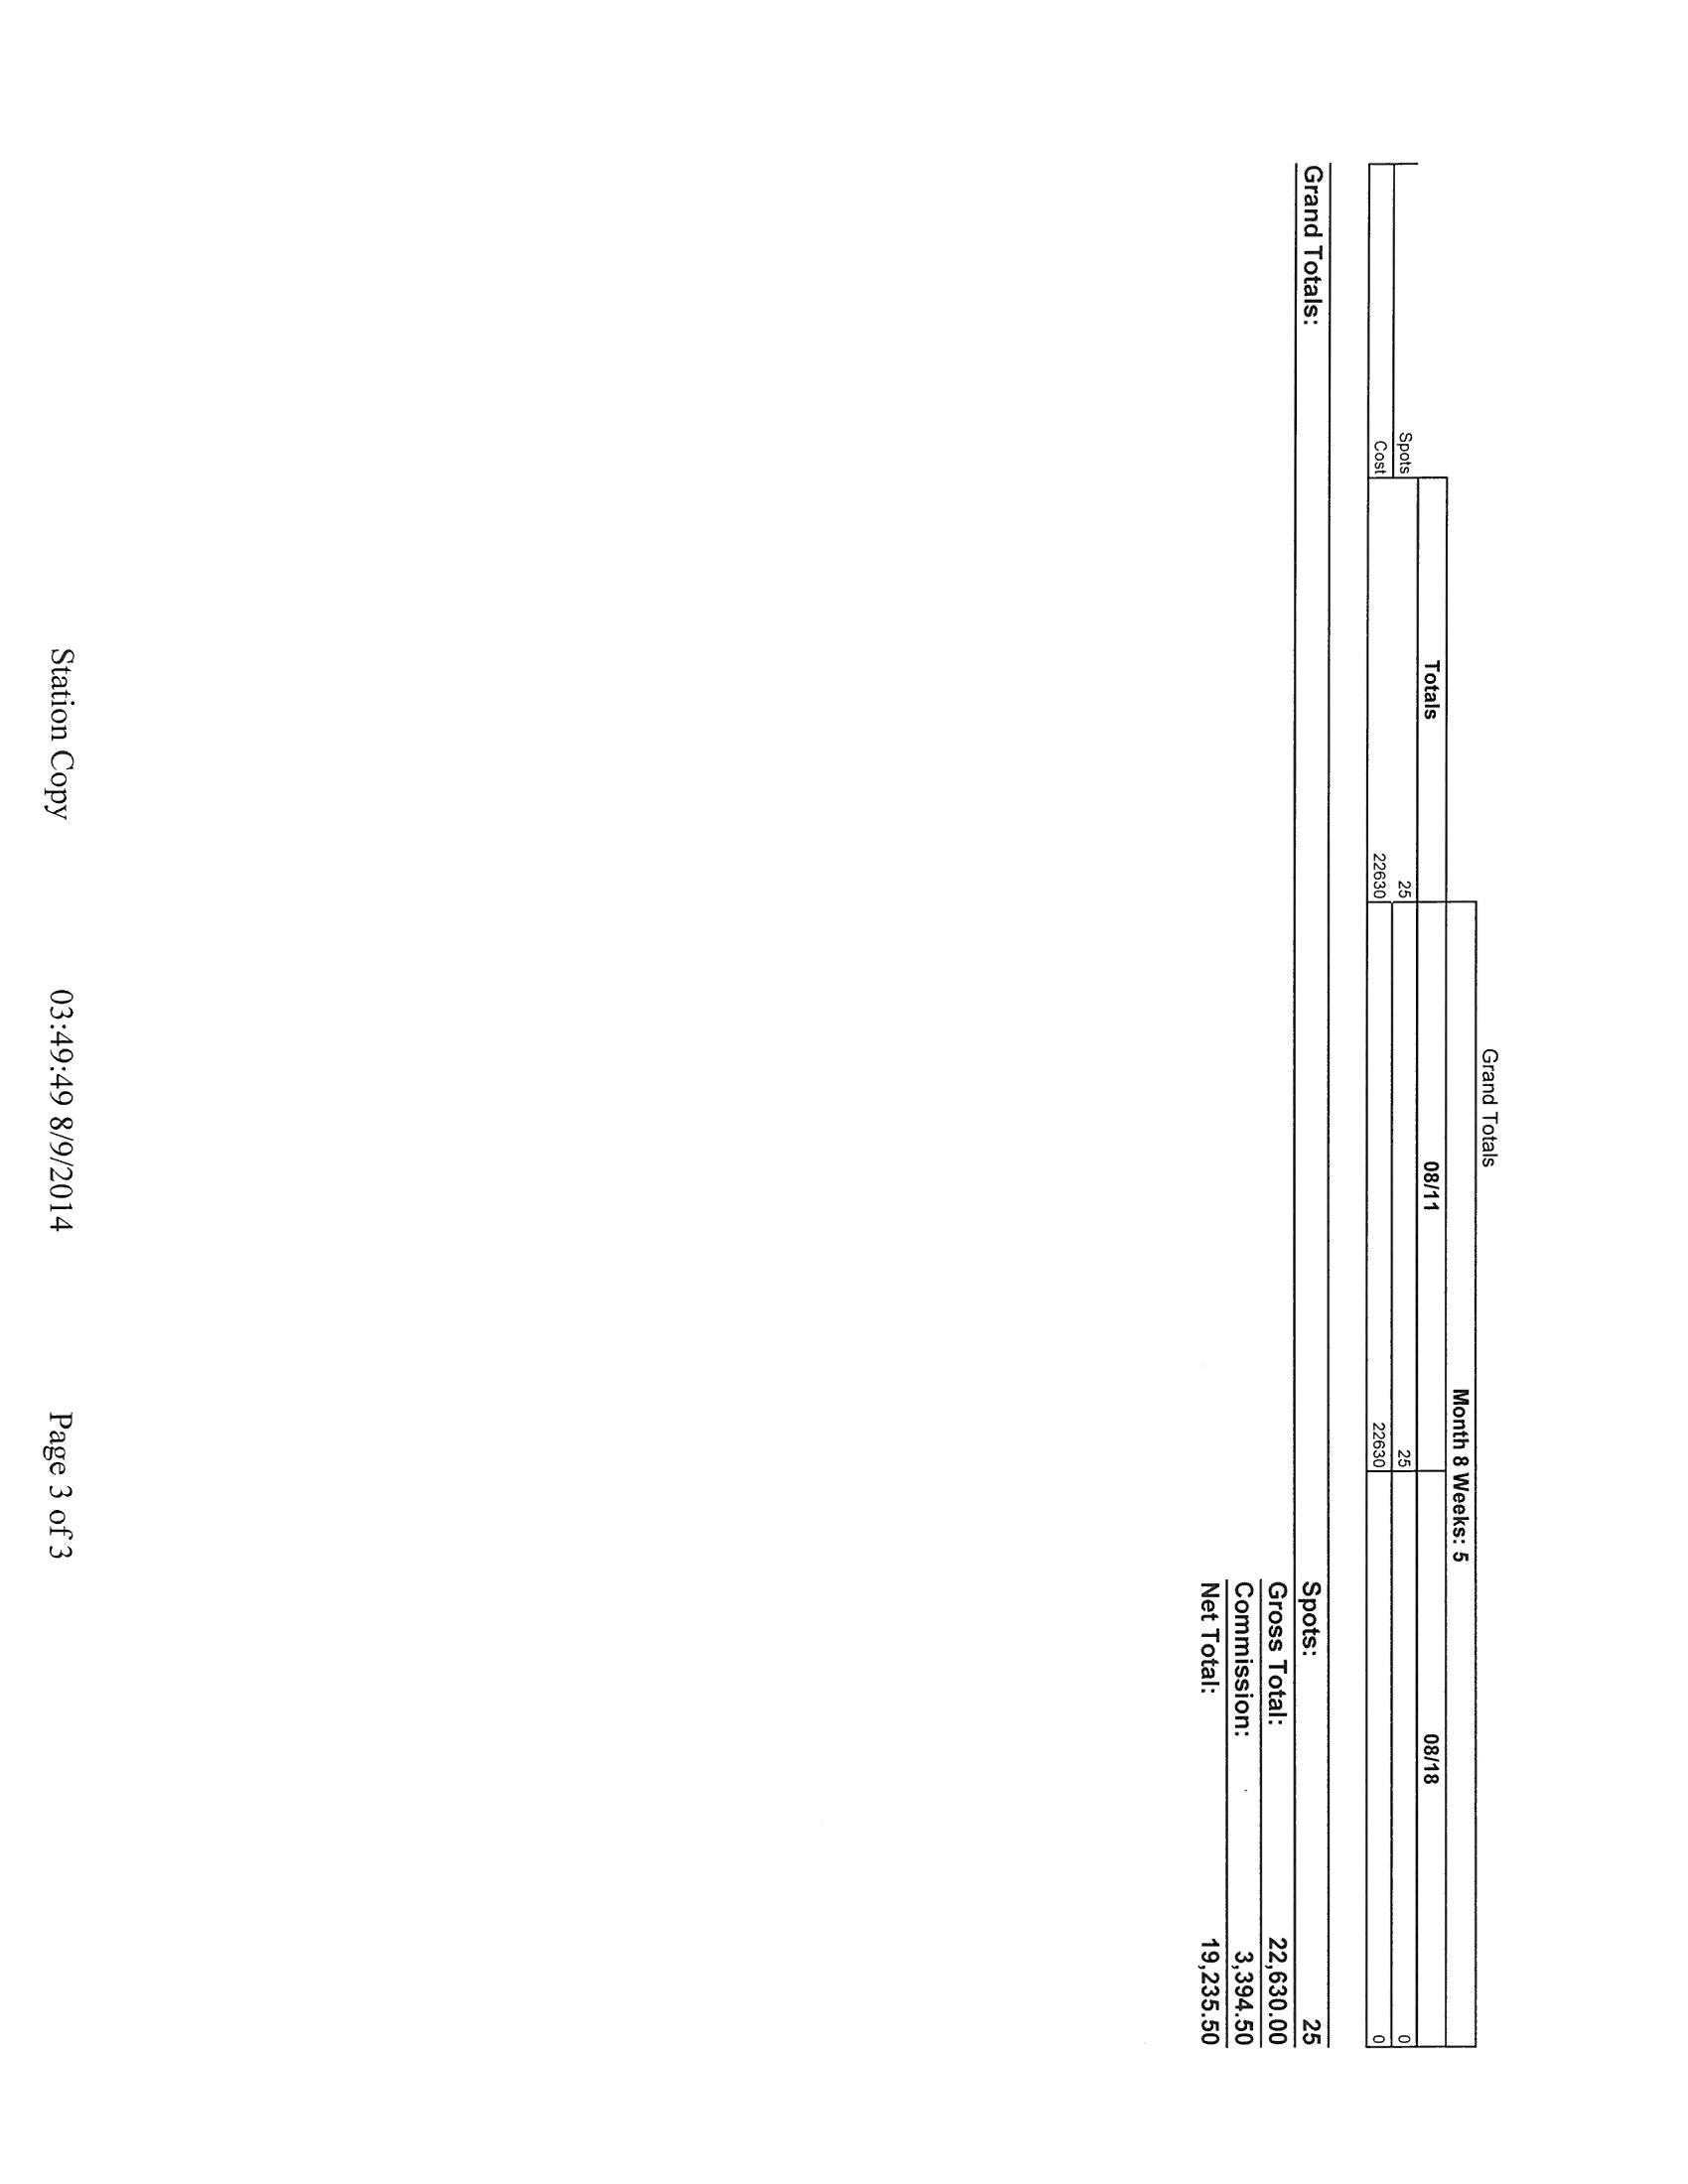 Grand Totals
Month 8 Weeks: 5
Totals 08/11 08/18
Spots 25 25 0
Cost 22630 22630 0
Grand Totals: Spots: 25
Gross Total: 22,630.00
Commission: 3,394.50
Net Total: 19,235.50
Station Copy 03:49:49 8/9/2014 Page 3 of 3